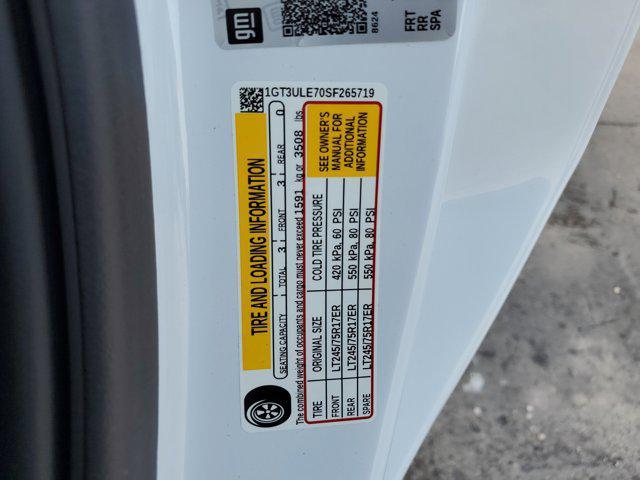 gm
8624
FRT
RR
SPA
1GT3ULE70SF265719
TIRE AND LOADING INFORMATION
SEATING CAPACITY TOTAL 3 FRONT 3 REAR 0
The combined weight of occupants and cargo must never exceed 1591 kg or 3508 lbs
TIRE ORIGINAL SIZE COLD TIRE PRESSURE
FRONT LT245/75R17ER 420 kPa, 60 PSI
REAR LT245/75R17ER 550 kPa, 80 PSI
SPARE LT245/75R17ER 550 kPa, 80 PSI
SEE OWNER'S
MANUAL FOR
ADDITIONAL
INFORMATION